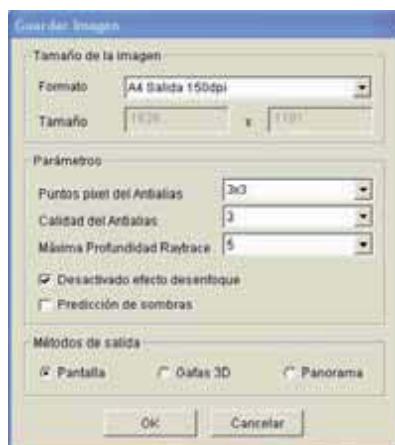 Guardar Imagen
Tamaño de la imagen
Formato A4 Salida 150dpi
Tamaño x
Parámetros
Puntos pixel del Antialias 3x3
Calidad del Antialias 3
Máxima Profundidad Raytrace
Desactivado efecto desenfoque
Predicción de sombras
Métodos de salida
Pantalla Gafas 3D Panorama
OK Cancelar